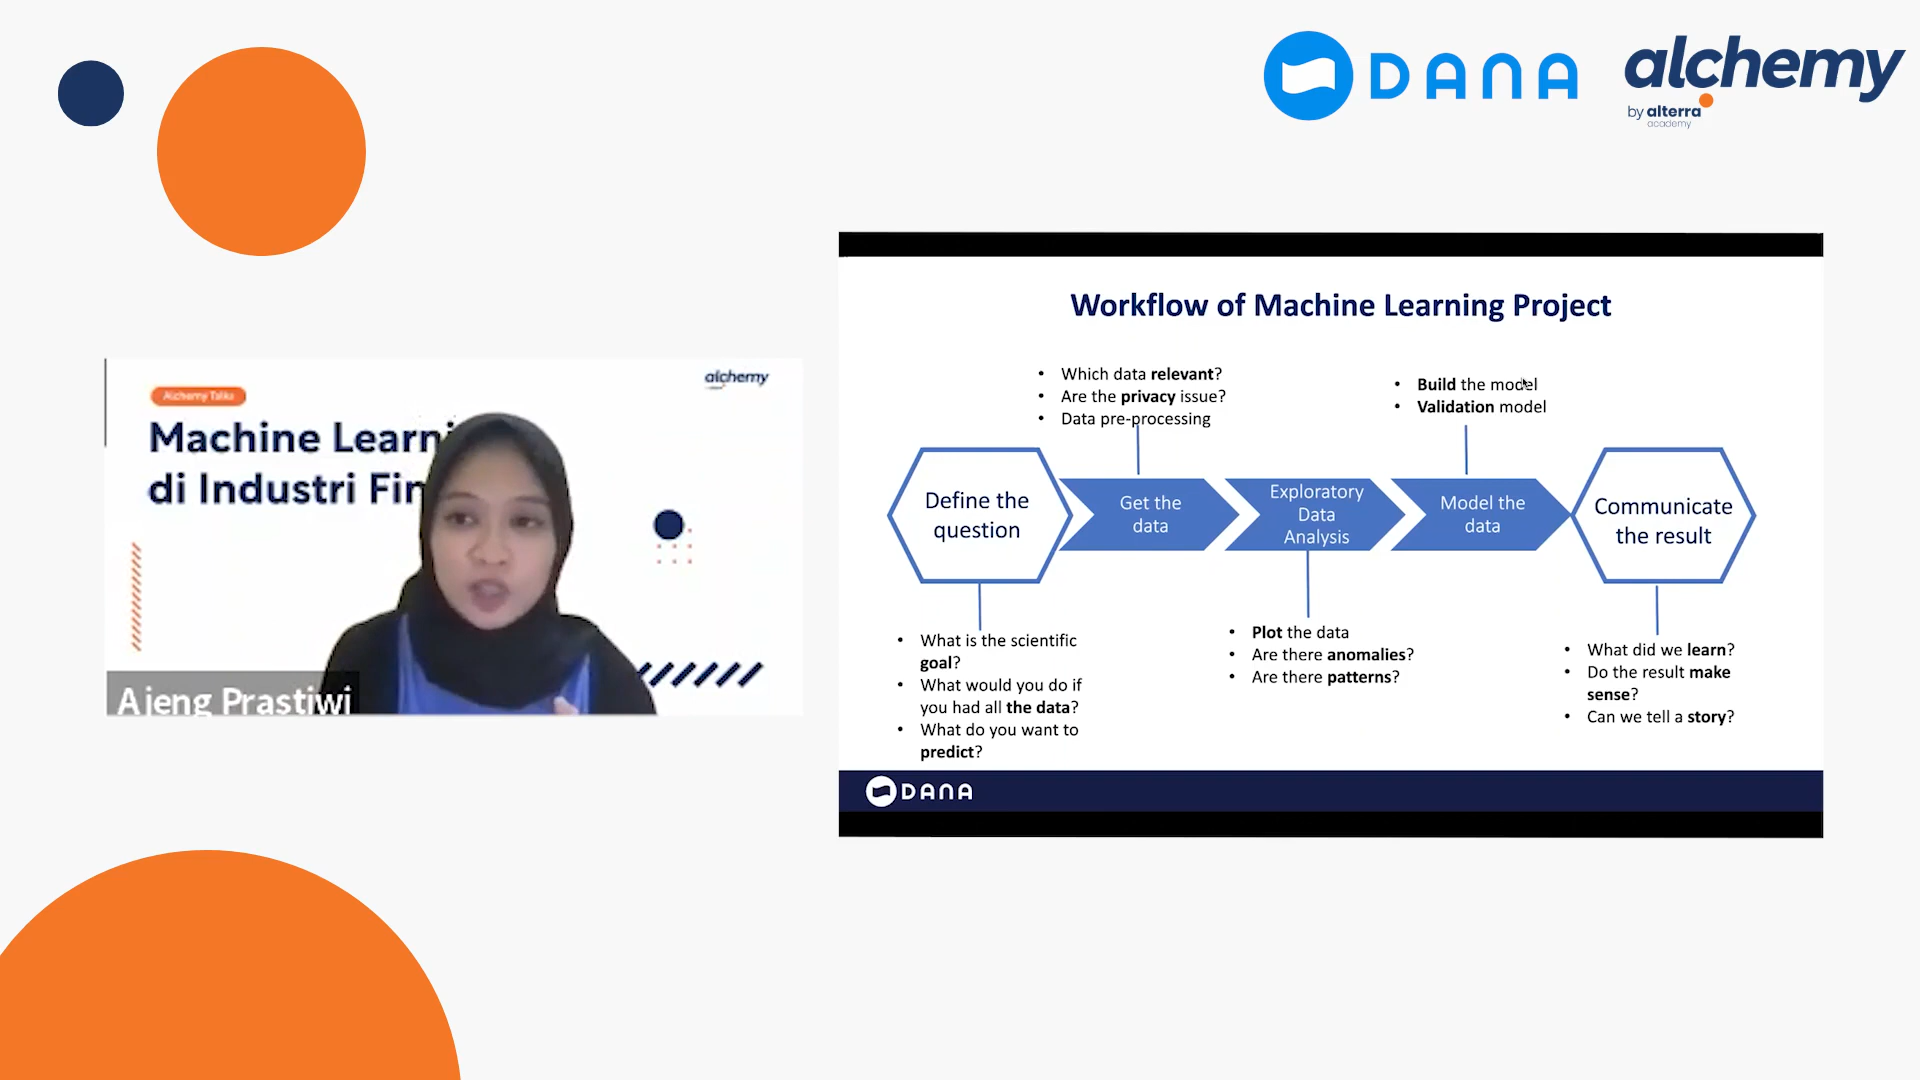 DANA
alchemy
by alterra
academy
alchemy
Alchemy Talks
Machine Learni
di Industri Fin
Ajeng Prastiwi
Workflow of Machine Learning Project
• Which data relevant?
• Are the privacy issue?
• Data pre-processing
• Build the model
• Validation model
Define the
question
Get the
data
Exploratory
Data
Analysis
Model the
data
Communicate
the result
• What is the scientific
goal?
• What would you do if
you had all the data?
• What do you want to
predict?
• Plot the data
• Are there anomalies?
• Are there patterns?
• What did we learn?
• Do the result make
sense?
• Can we tell a story?
DANA